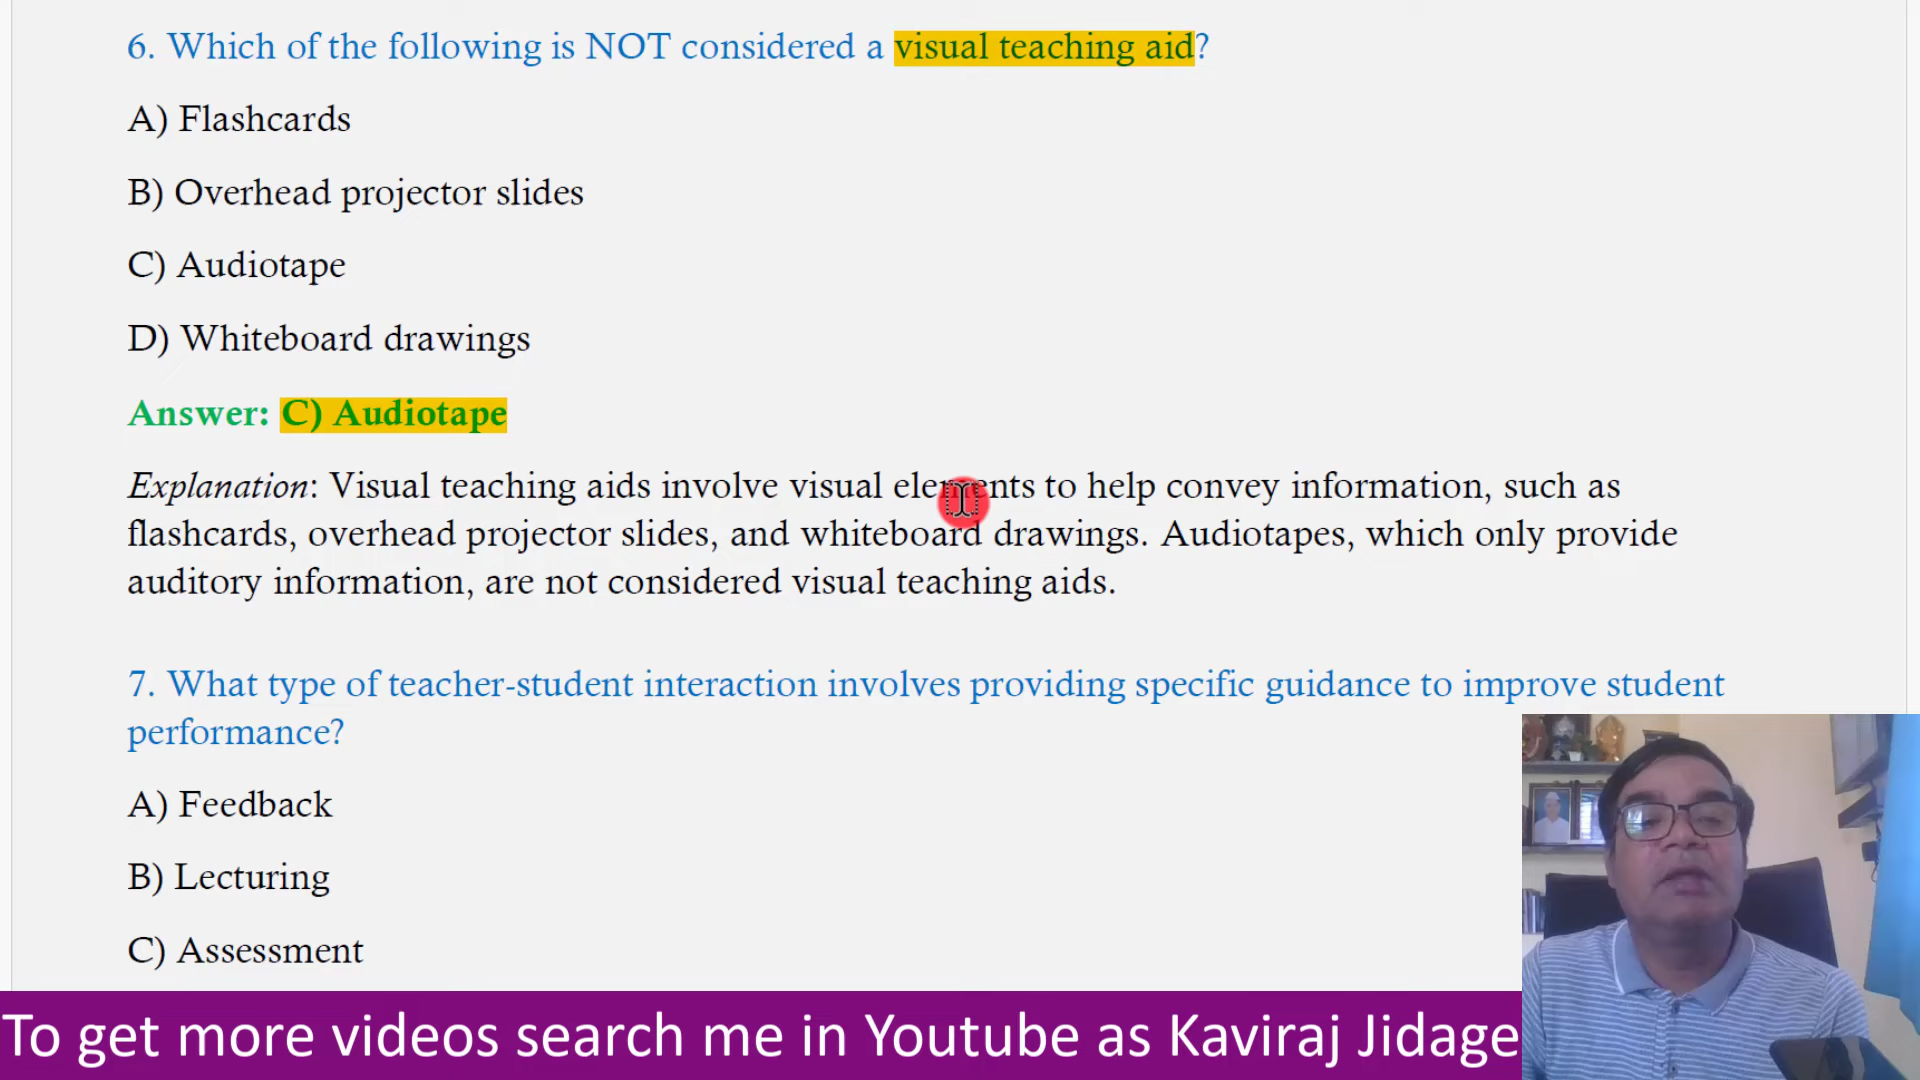 6. Which of the following is NOT considered a visual teaching aid?
A) Flashcards
B) Overhead projector slides
C) Audiotape
D) Whiteboard drawings
Answer: C) Audiotape
Explanation: Visual teaching aids involve visual elements to help convey information, such as
flashcards, overhead projector slides, and whiteboard drawings. Audiotapes, which only provide
auditory information, are not considered visual teaching aids.
7. What type of teacher-student interaction involves providing specific guidance to improve student
performance?
A) Feedback
B) Lecturing
C) Assessment
To get more videos search me in Youtube as Kaviraj Jidage